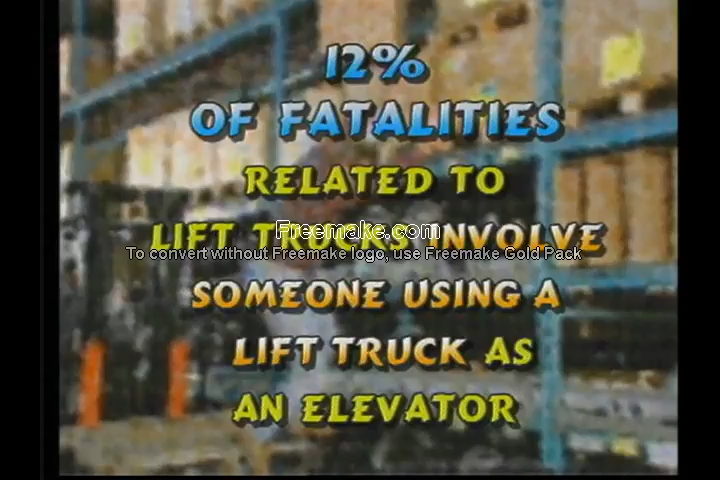 12%
OF FATALITIES
RELATED TO
LIFT TRUCKS INVOLVE
Freemake.com
To convert without Freemake logo, use Freemake Gold Pack
SOMEONE USING A
LIFT TRUCK AS
AN ELEVATOR